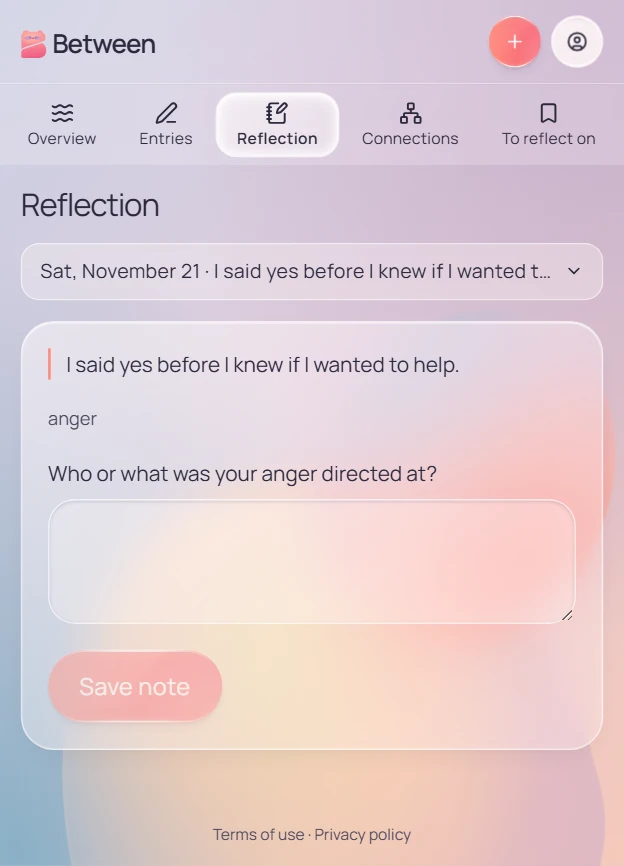 Between
Overview
Entries
Reflection
Connections
To reflect on
Reflection
Sat, November 21 · I said yes before I knew if I wanted t...
I said yes before I knew if I wanted to help.
anger
Who or what was your anger directed at?
Save note
Terms of use · Privacy policy